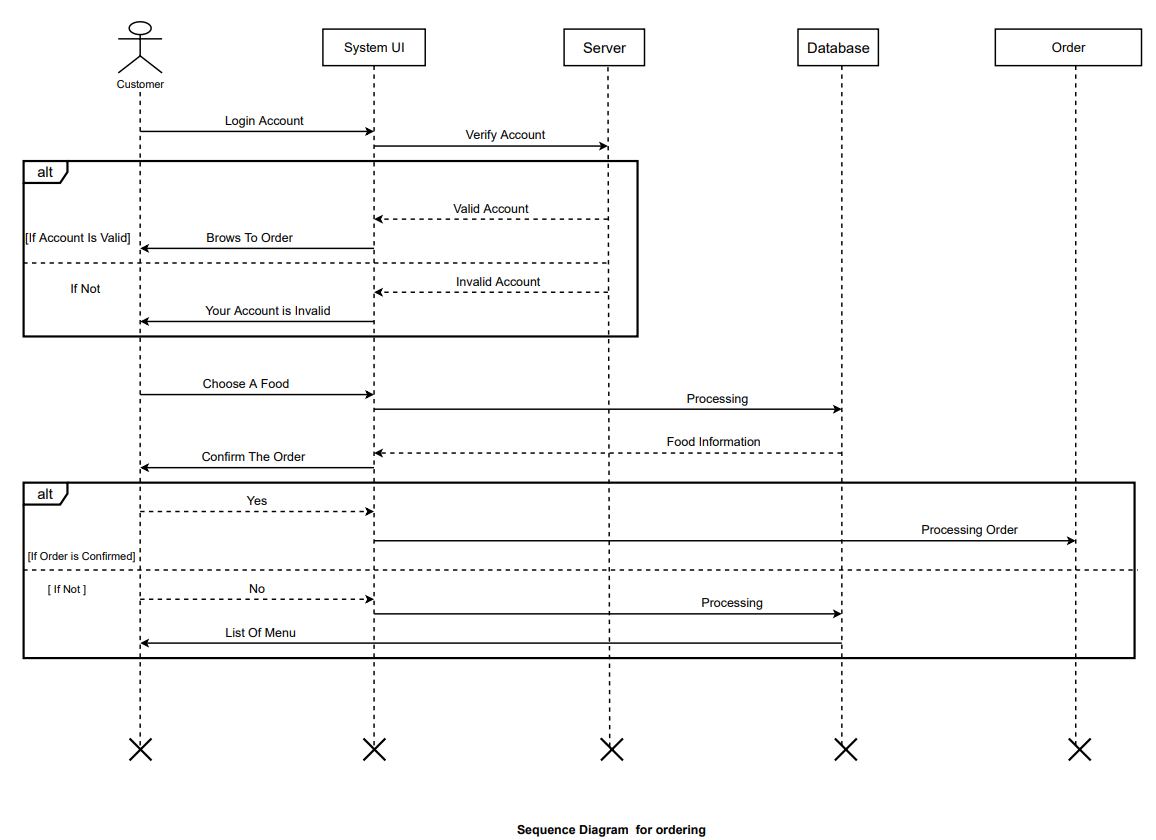 System UI
Server
Database
Order
Customer
Login Account
Verify Account
alt
Valid Account
[If Account Is Valid]
Brows To Order
Invalid Account
If Not
Your Account is Invalid
Choose A Food
Processing
Food Information
Confirm The Order
alt
Yes
Processing Order
[If Order is Confirmed]
[ If Not ]
No
Processing
List Of Menu
Sequence Diagram  for ordering